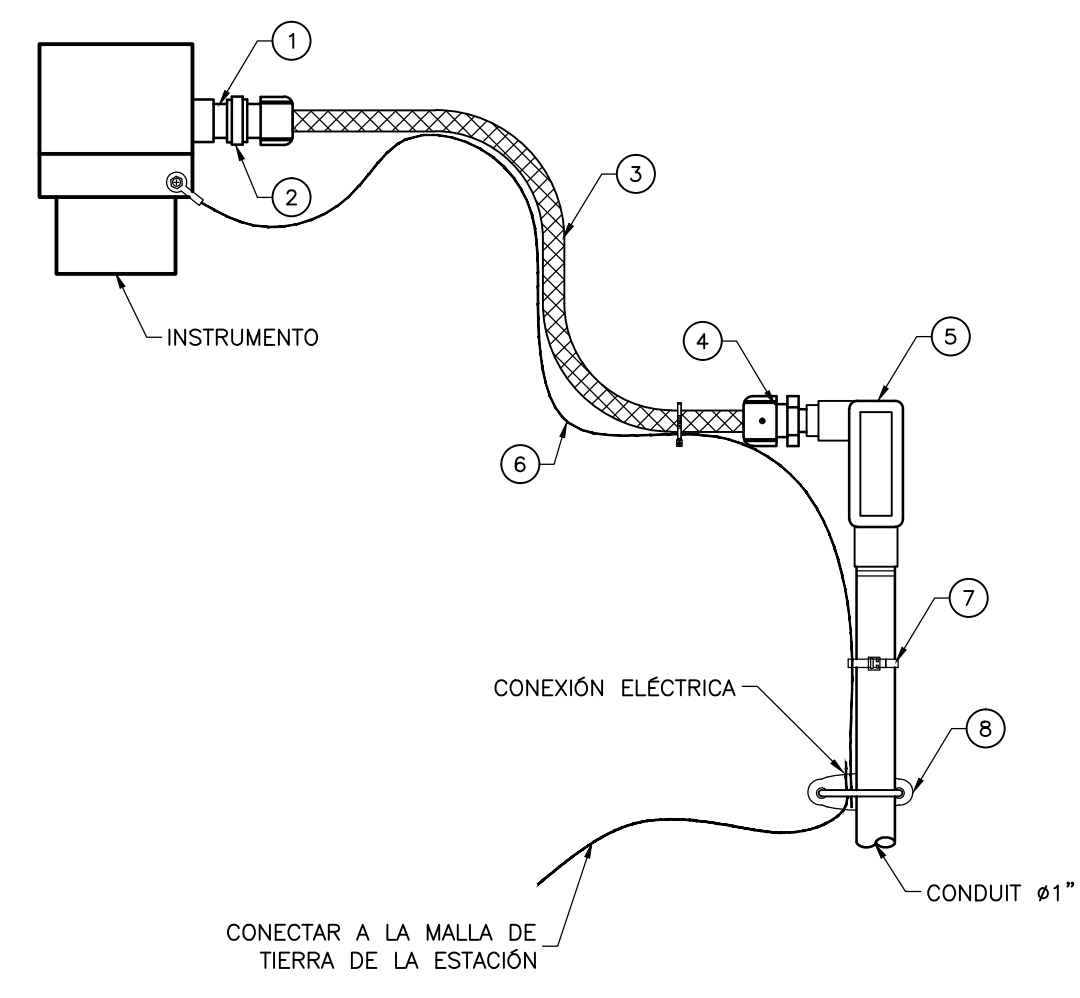 1
2
3
INSTRUMENTO
4
5
6
7
CONEXIÓN ELÉCTRICA
8
CONDUIT ø1"
CONECTAR A LA MALLA DE
TIERRA DE LA ESTACIÓN